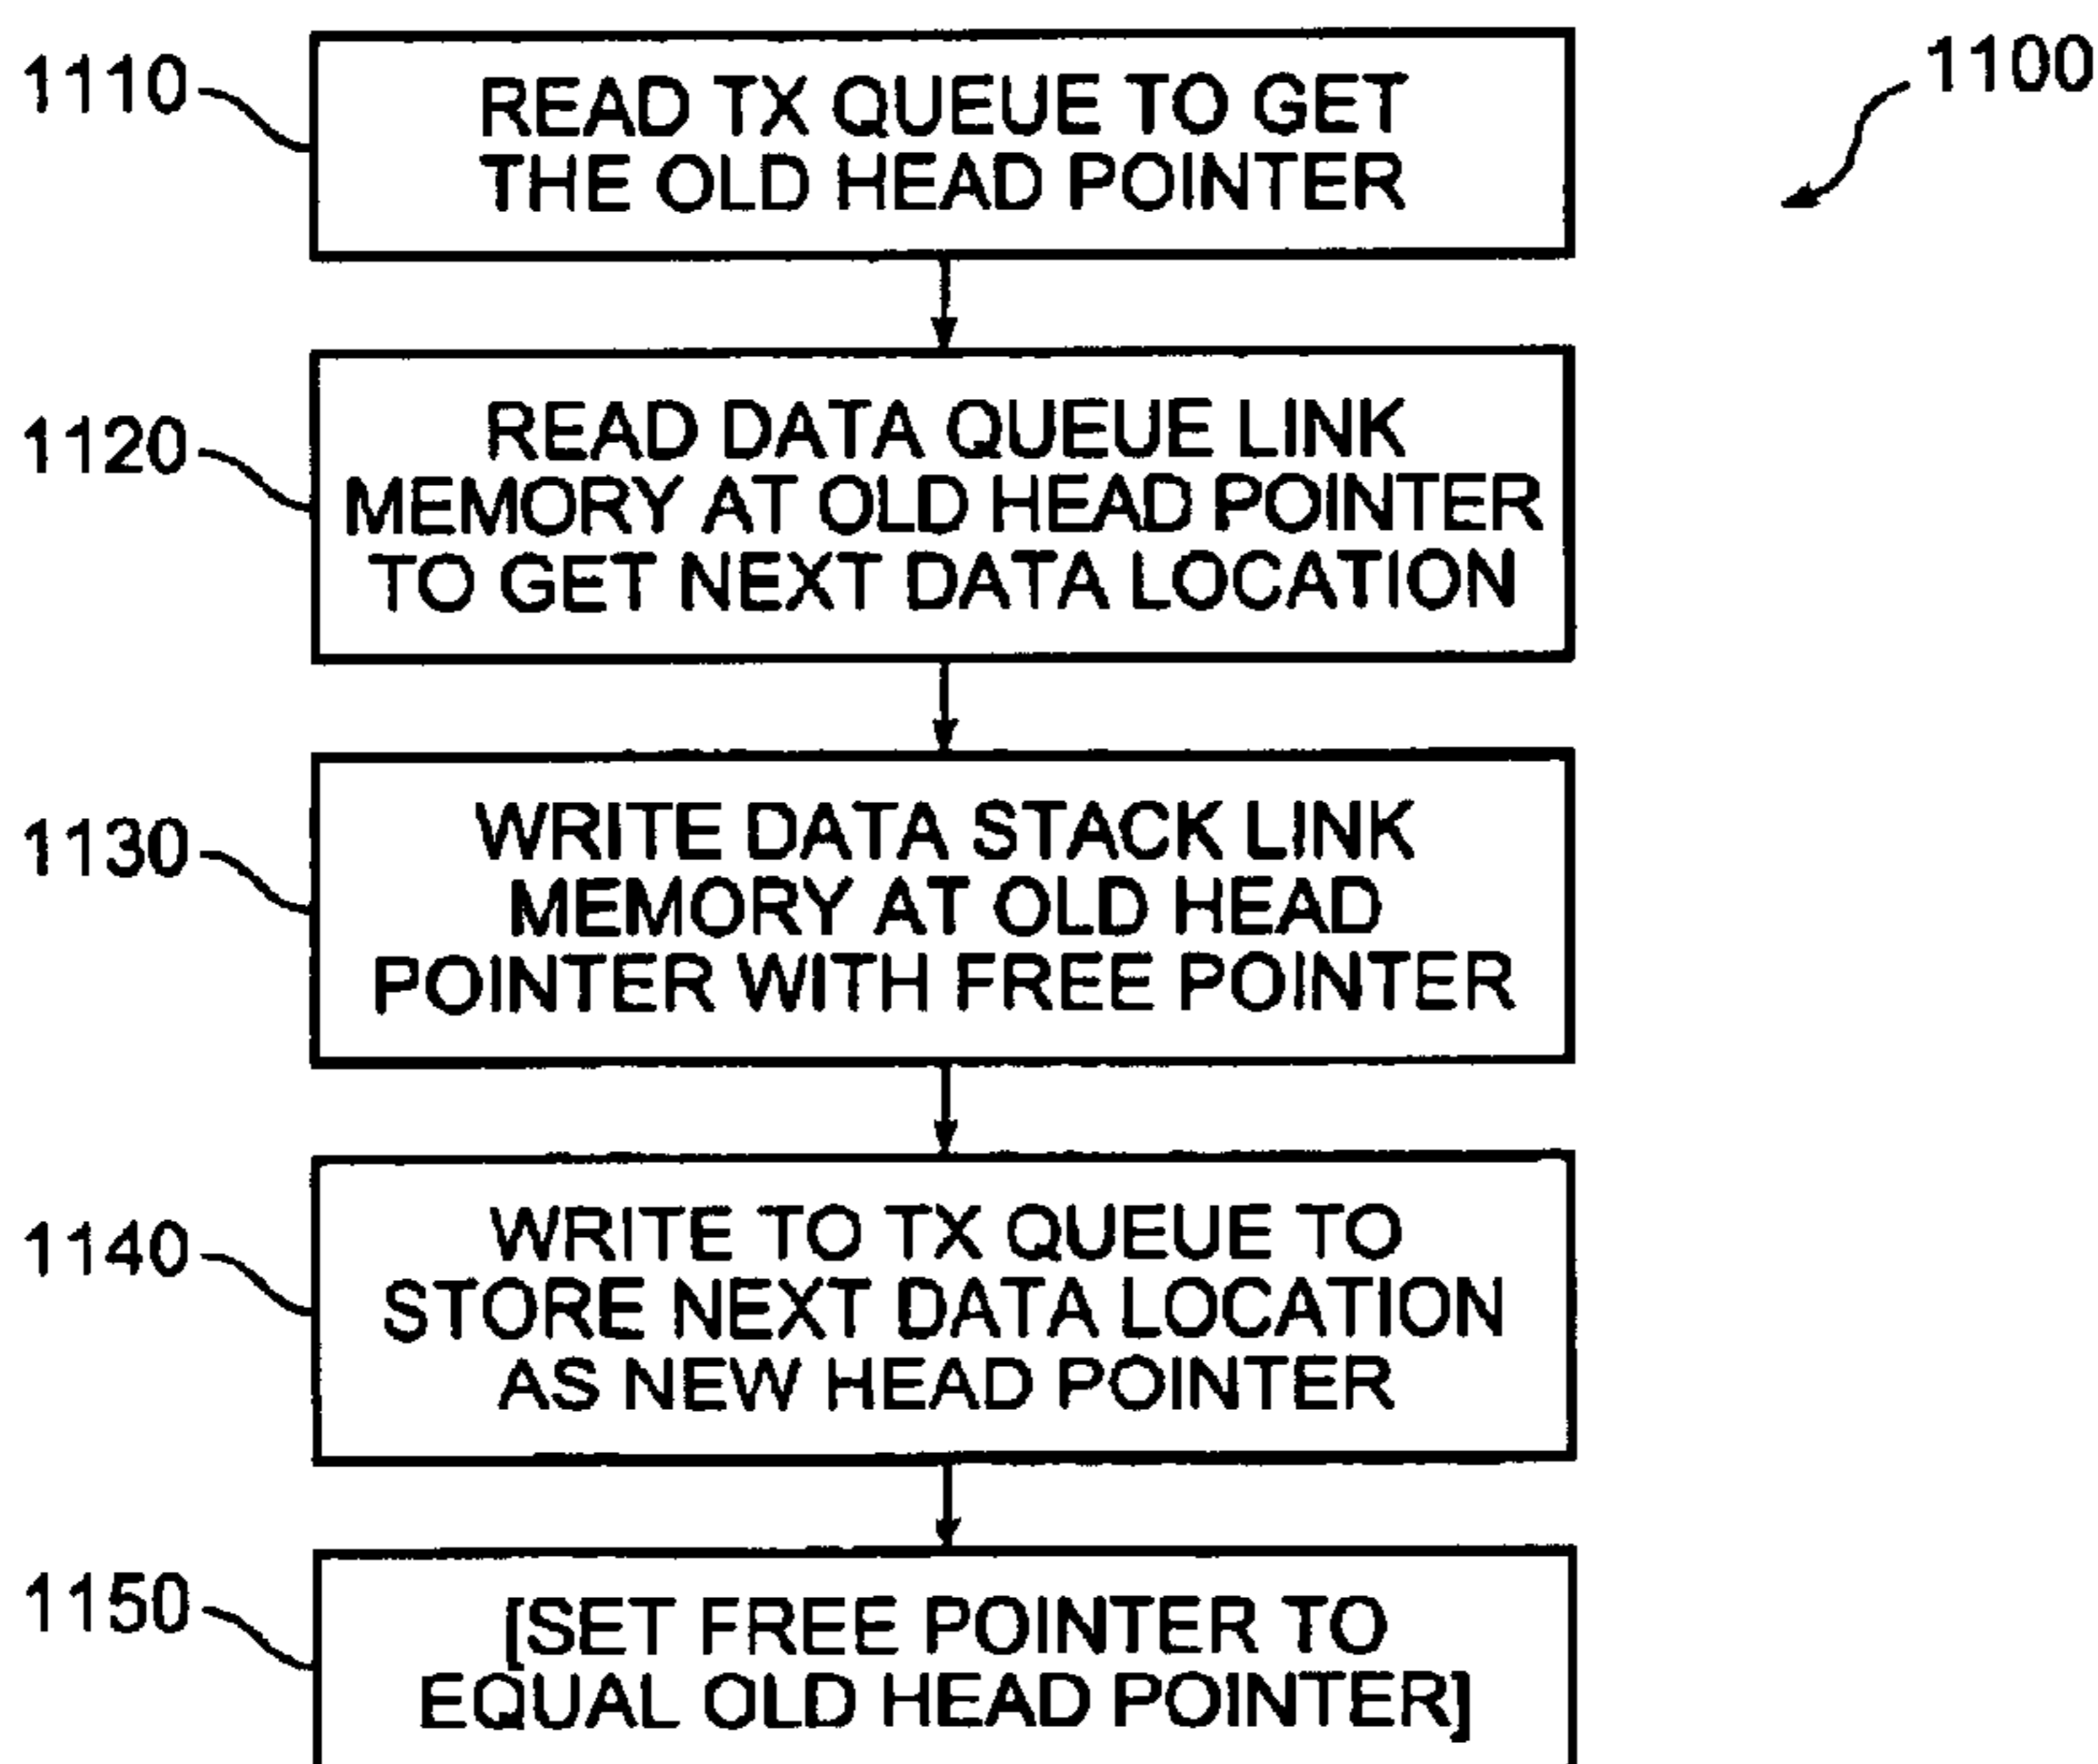 1100
1110
READ TX QUEUE TO GET
THE OLD HEAD POINTER
1120
READ DATA QUEUE LINK
MEMORY AT OLD HEAD POINTER
TO GET NEXT DATA LOCATION
1130
WRITE DATA STACK LINK
MEMORY AT OLD HEAD
POINTER WITH FREE POINTER
1140
WRITE TO TX QUEUE TO
STORE NEXT DATA LOCATION
AS NEW HEAD POINTER
1150
[SET FREE POINTER TO
EQUAL OLD HEAD POINTER]